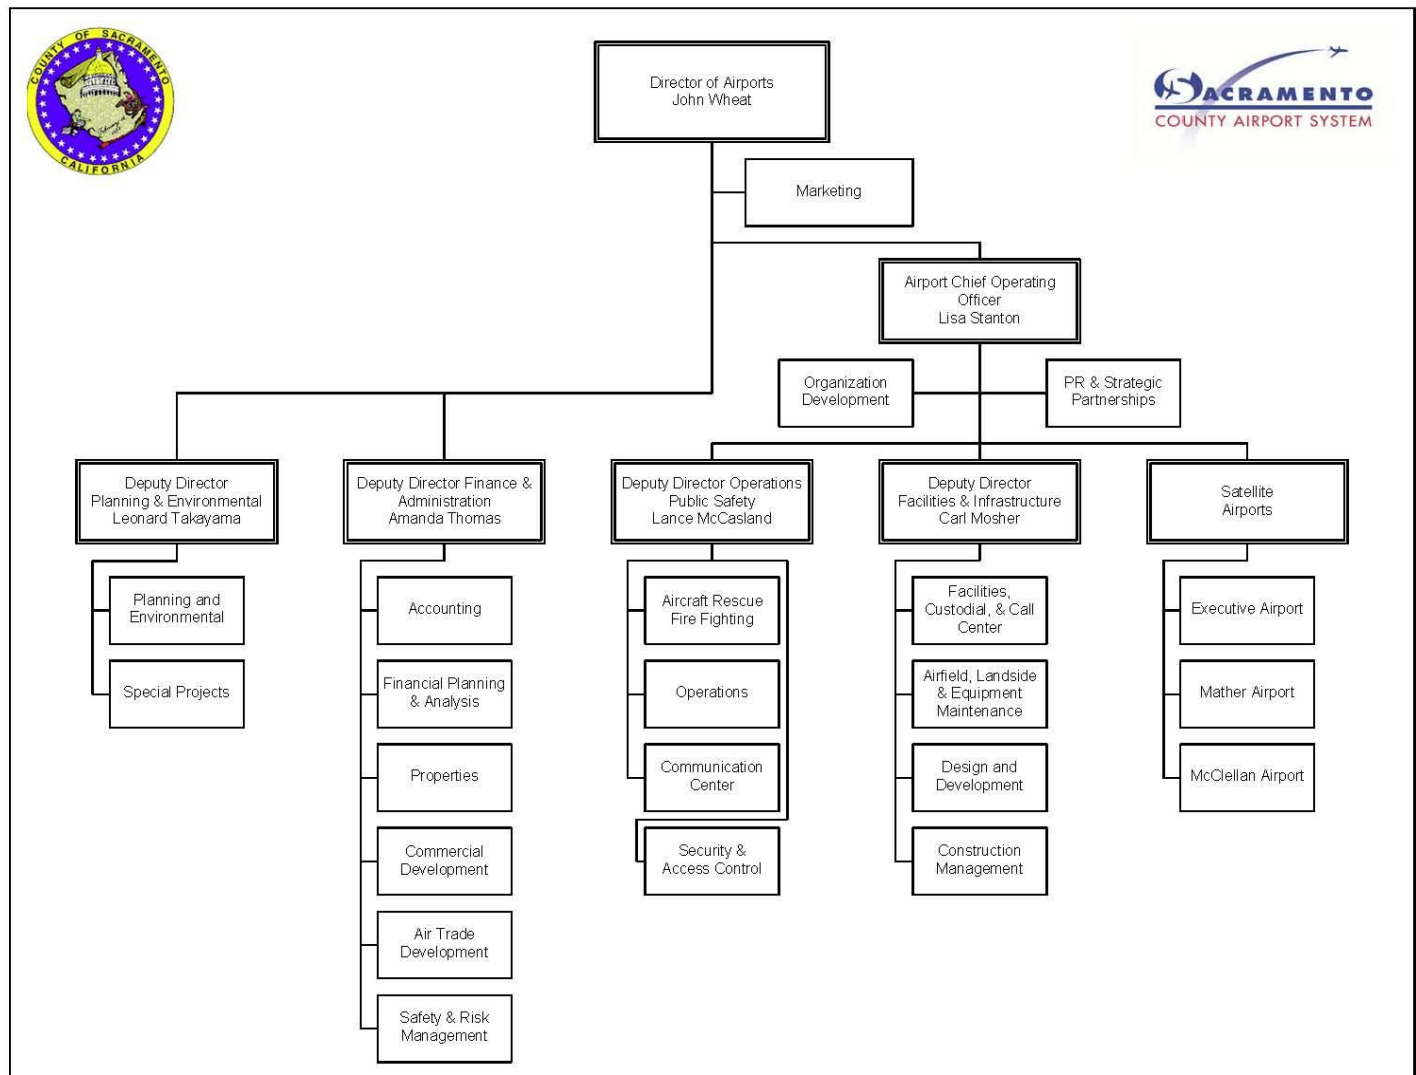 COUNTY OF SACRAMENTO
CALIFORNIA
Director of Airports
John Wheat
SACRAMENTO
COUNTY AIRPORT SYSTEM
Marketing
Airport Chief Operating
Officer
Lisa Stanton
Organization
Development
PR & Strategic
Partnerships
Deputy Director
Planning & Environmental
Leonard Takayama
Deputy Director Finance &
Administration
Amanda Thomas
Deputy Director Operations
Public Safety
Lance McCasland
Deputy Director
Facilities & Infrastructure
Carl Mosher
Satellite
Airports
Planning and
Environmental
Special Projects
Accounting
Financial Planning
& Analysis
Properties
Commercial
Development
Air Trade
Development
Safety & Risk
Management
Aircraft Rescue
Fire Fighting
Operations
Communication
Center
Security &
Access Control
Facilities,
Custodial, & Call
Center
Airfield, Landside
& Equipment
Maintenance
Design and
Development
Construction
Management
Executive Airport
Mather Airport
McClellan Airport